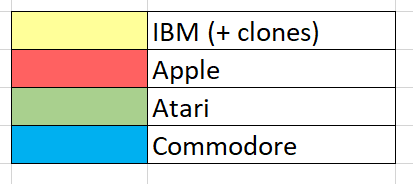 IBM (+ clones)
Apple
Atari
Commodore